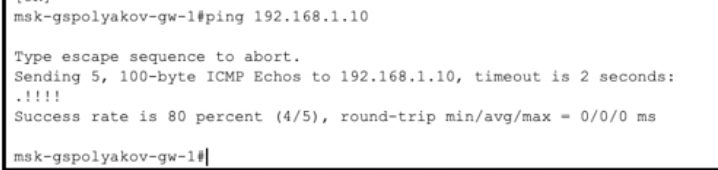 msk-gspolyakov-gw-1#ping 192.168.1.10
Type escape sequence to abort.
Sending 5, 100-byte ICMP Echos to 192.168.1.10, timeout is 2 seconds:
.!!!!
Success rate is 80 percent (4/5), round-trip min/avg/max = 0/0/0 ms
msk-gspolyakov-gw-1#